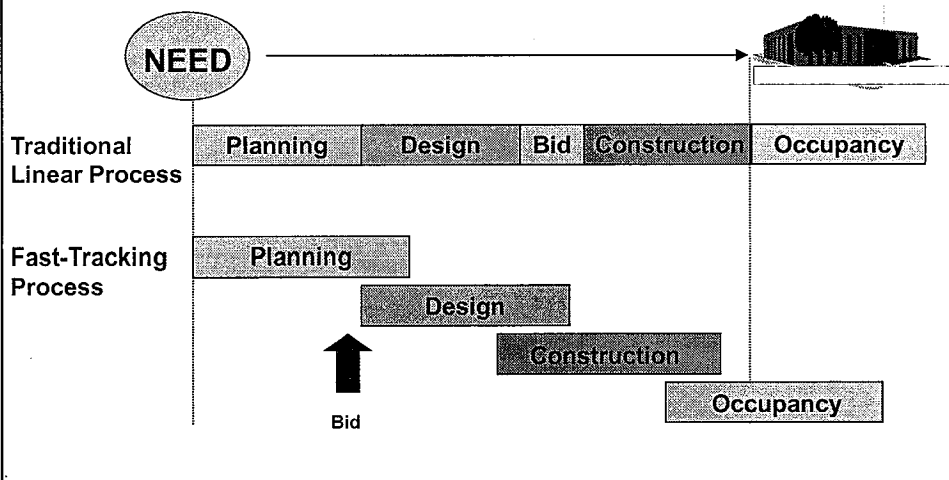 NEED
Traditional
Linear Process
Planning
Design
Bid
Construction
Occupancy
Fast-Tracking
Process
Planning
Design
Construction
Occupancy
Bid